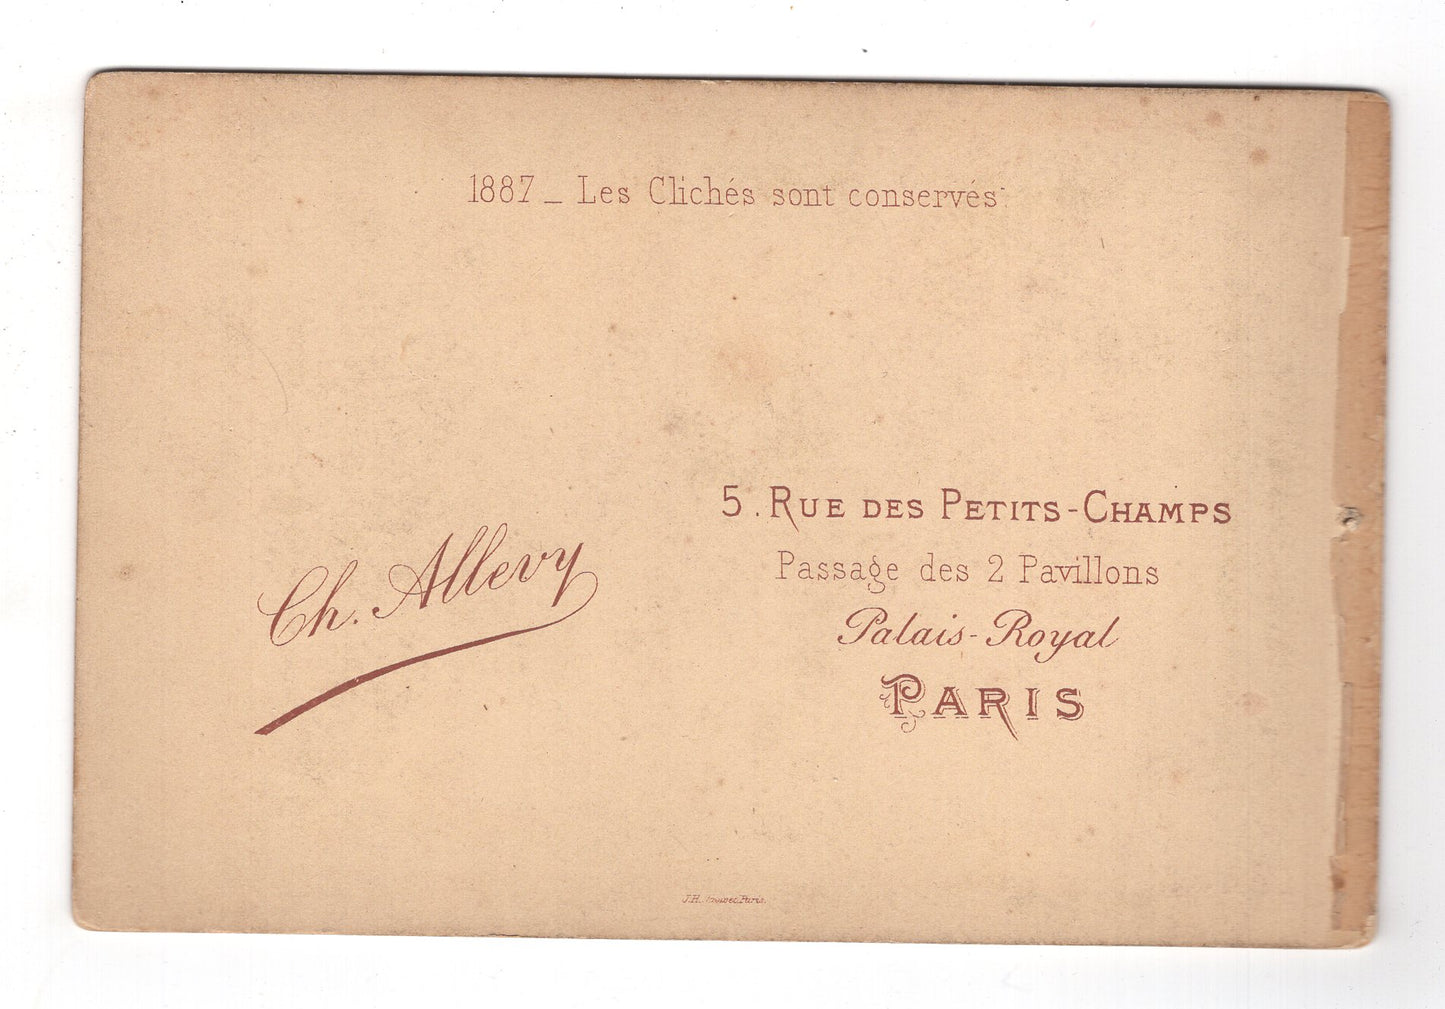 1887 _ Les Clichés sont conservés.
Ch. Allevy
5. RUE DES PETITS-CHAMPS
Passage des 2 Pavillons
Palais-Royal
PARIS
J.H. Paris.